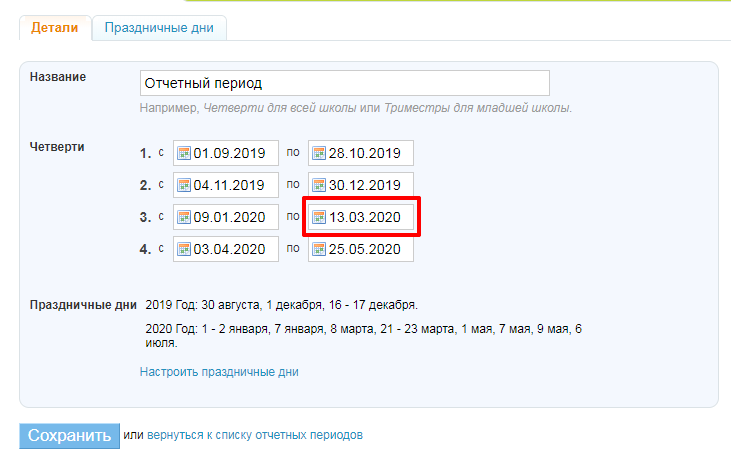 Детали Праздничные дни
Название Отчетный период
Например, Четверти для всей школы или Триместры для младшей школы.
Четверти 1. с 01.09.2019 по 28.10.2019
2. с 04.11.2019 по 30.12.2019
3. с 09.01.2020 по 13.03.2020
4. с 03.04.2020 по 25.05.2020
Праздничные дни 2019 Год: 30 августа, 1 декабря, 16 - 17 декабря.
2020 Год: 1 - 2 января, 7 января, 8 марта, 21 - 23 марта, 1 мая, 7 мая, 9 мая, 6
июля.
Настроить праздничные дни
Сохранить или вернуться к списку отчетных периодов